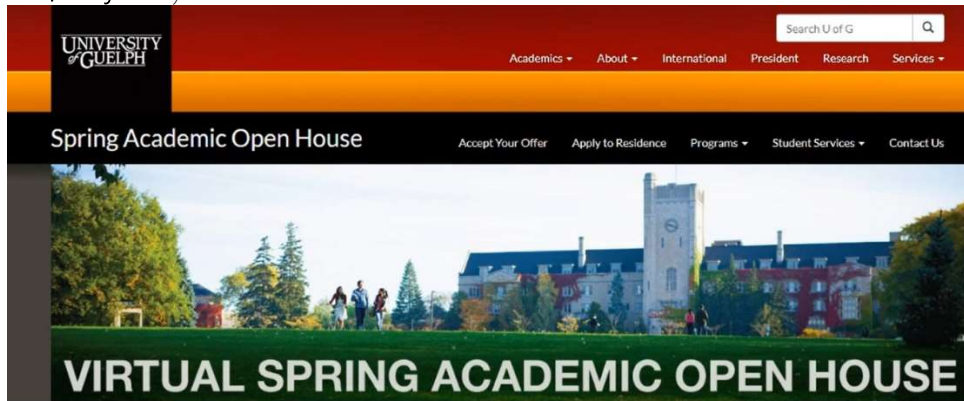 Search U of G
UNIVERSITY
of GUELPH
Academics About International President Research Services
Spring Academic Open House
Accept Your Offer Apply to Residence Programs Student Services Contact Us
VIRTUAL SPRING ACADEMIC OPEN HOUSE